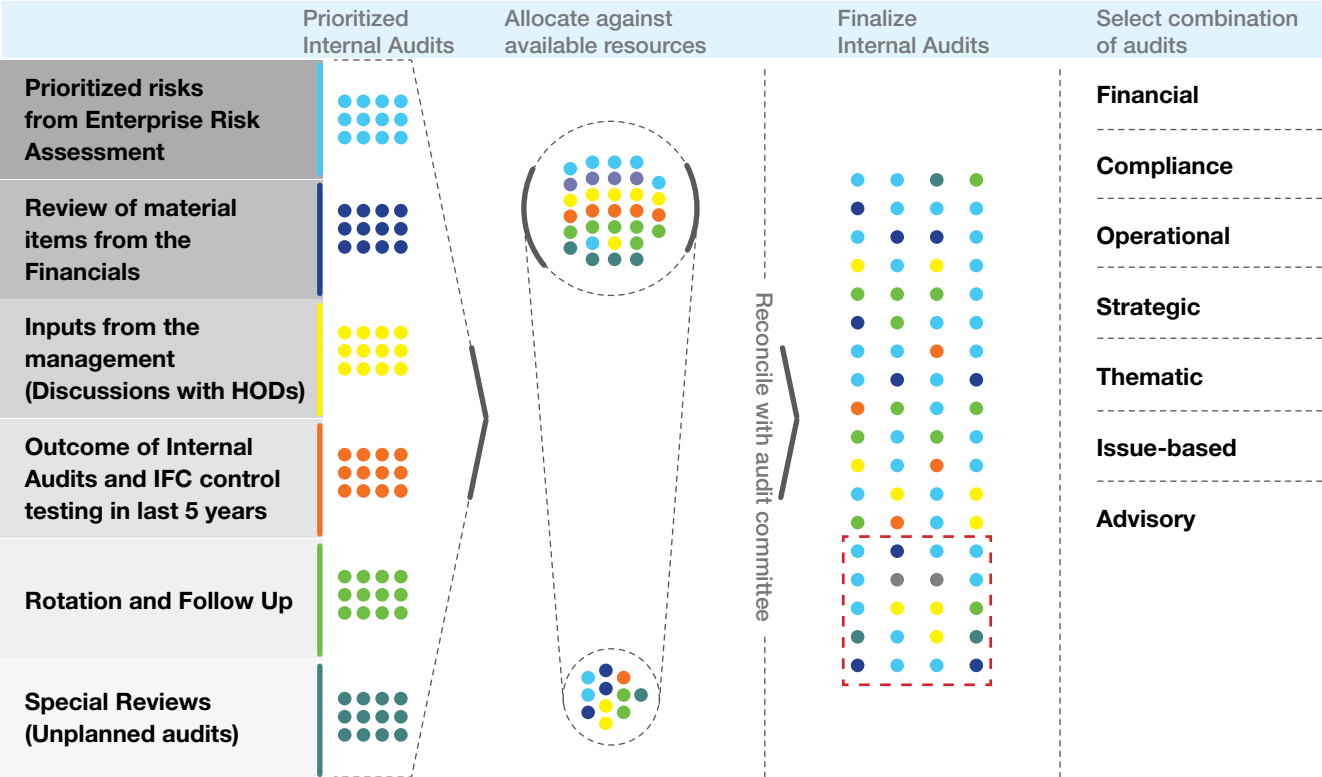 Prioritized
Internal Audits
Allocate against
available resources
Finalize
Internal Audits
Select combination
of audits
Prioritized risks
from Enterprise Risk
Assessment
Review of material
items from the
Financials
Inputs from the
management
(Discussions with HODs)
Outcome of Internal
Audits and IFC control
testing in last 5 years
Rotation and Follow Up
Special Reviews
(Unplanned audits)
Reconcile with audit committee
Financial
Compliance
Operational
Strategic
Thematic
Issue-based
Advisory